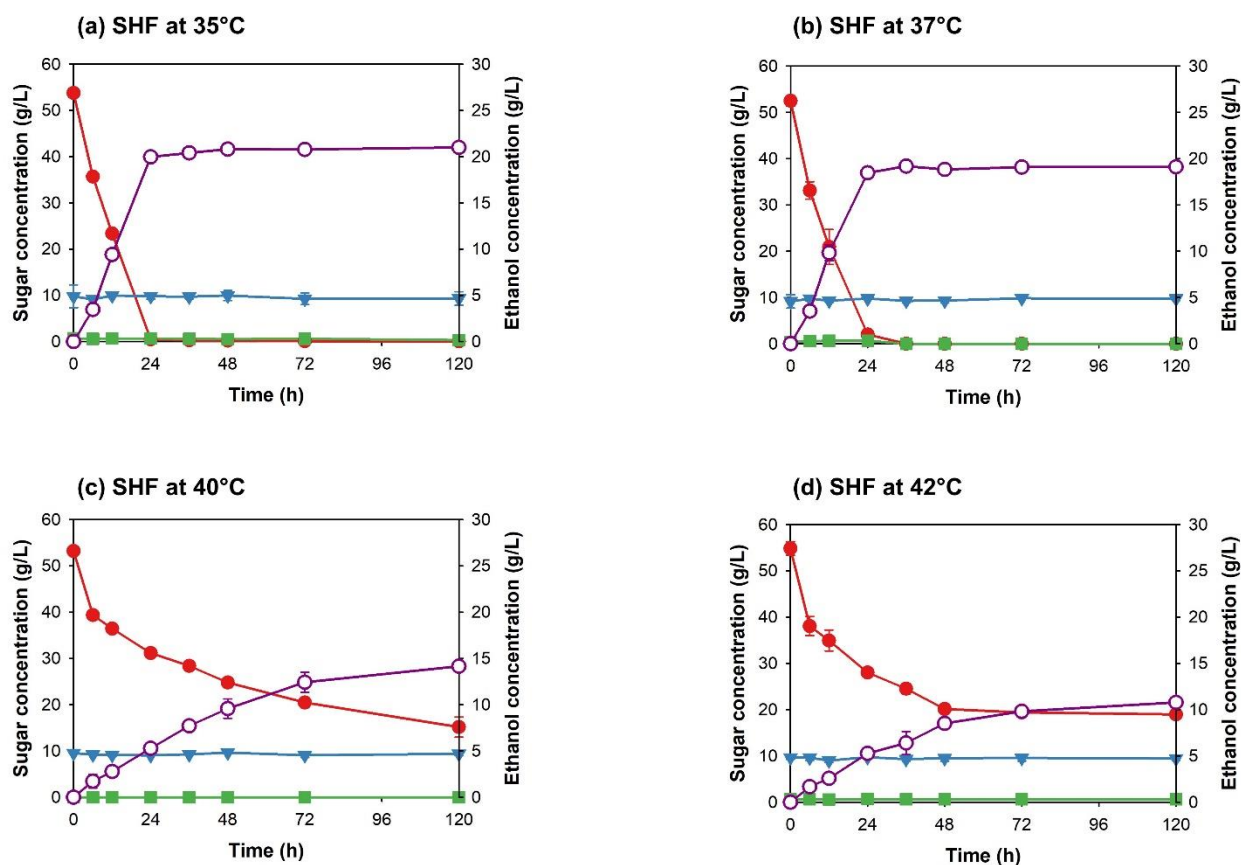 (a) SHF at 35°C
Sugar concentration (g/L)
60
50
40
30
20
10
0
30
25
20
15
10
5
0
Ethanol concentration (g/L)
0 24 48 72 96 120
Time (h)
(b) SHF at 37°C
Sugar concentration (g/L)
60
50
40
30
20
10
0
30
25
20
15
10
5
0
Ethanol concentration (g/L)
0 24 48 72 96 120
Time (h)
(c) SHF at 40°C
Sugar concentration (g/L)
60
50
40
30
20
10
0
30
25
20
15
10
5
0
Ethanol concentration (g/L)
0 24 48 72 96 120
Time (h)
(d) SHF at 42°C
Sugar concentration (g/L)
60
50
40
30
20
10
0
30
25
20
15
10
5
0
Ethanol concentration (g/L)
0 24 48 72 96 120
Time (h)